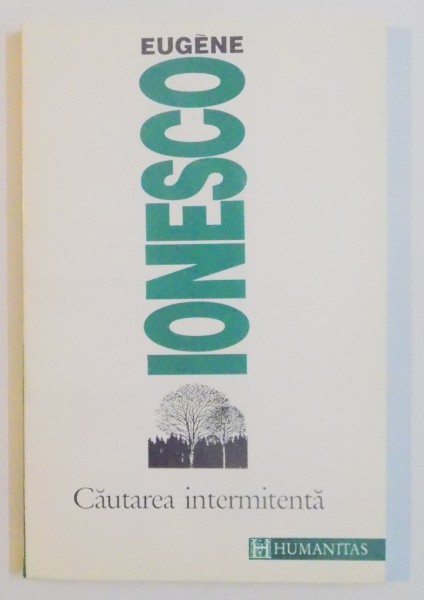 EUGÈNE
IONESCO
Căutarea intermitentă
HUMANITAS